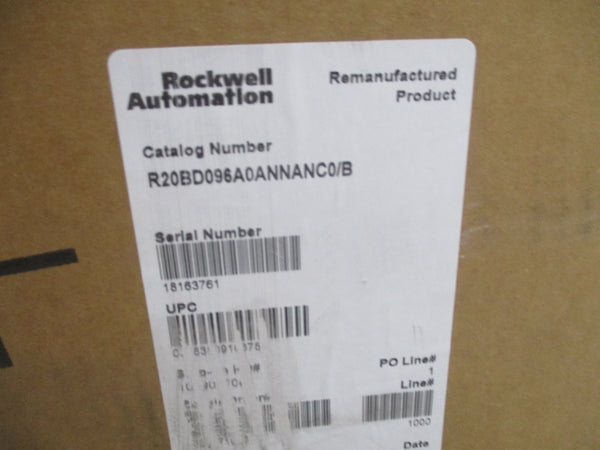 Rockwell
Automation
Remanufactured
Product
Catalog Number
R20BD096A0ANNANC0/B
Serial Number
18163761
UPC
PO Line#
1
Line#
1000
Date